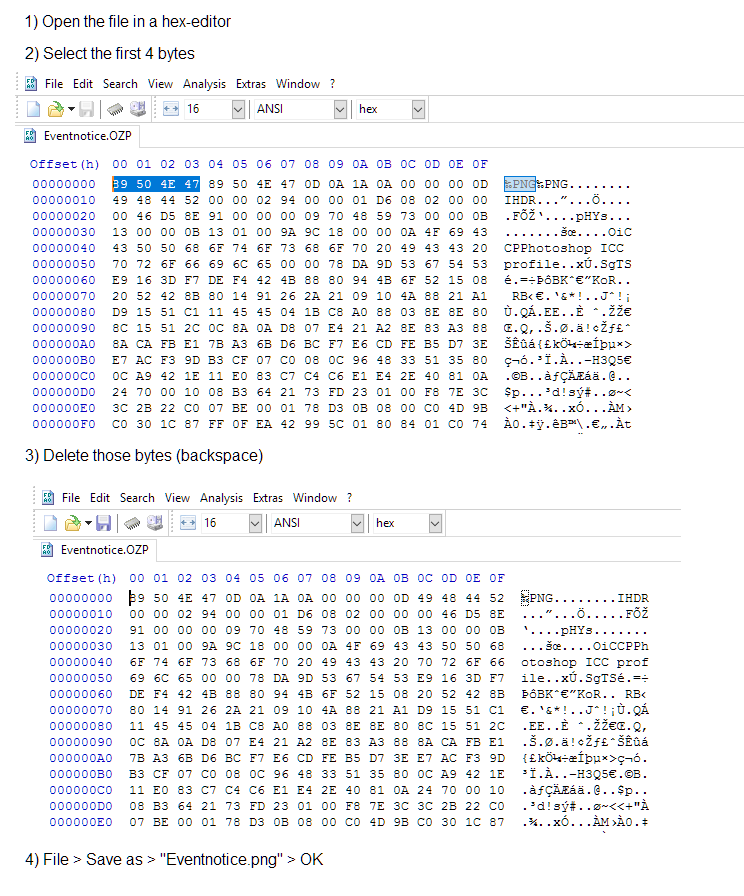 1) Open the file in a hex-editor
2) Select the first 4 bytes
File Edit Search View Analysis Extras Window ?
16 ANSI hex
Eventnotice.OZP
Offset(h) 00 01 02 03 04 05 06 07 08 09 0A 0B 0C 0D 0E 0F
00000000 89 50 4E 47 89 50 4E 47 0D 0A 1A 0A 00 00 00 0D ‰PNG‰PNG........
00000010 49 48 44 52 00 00 02 94 00 00 01 D6 08 02 00 00 IHDR...”...Ö....
00000020 00 46 D5 8E 91 00 00 00 09 70 48 59 73 00 00 0B .FÕŽ‘....pHYs...
00000030 13 00 00 0B 13 01 00 9A 9C 18 00 00 0A 4F 69 43 .......šœ....OiC
00000040 43 50 50 68 6F 74 6F 73 68 6F 70 20 49 43 43 20 CPPhotoshop ICC
00000050 70 72 6F 66 69 6C 65 00 00 78 DA 9D 53 67 54 53 profile..xÚ.SgTS
00000060 E9 16 3D F7 DE F4 42 4B 88 80 94 4B 6F 52 15 08 é.=÷ÞôBKˆ€”KoR..
00000070 20 52 42 8B 80 14 91 26 2A 21 09 10 4A 88 21 A1 RB‹€.‘&*!..Jˆ!¡
00000080 D9 15 51 C1 11 45 45 04 1B C8 A0 88 03 8E 8E 80 Ù.QÁ.EE..È ˆ.ŽŽ€
00000090 8C 15 51 2C 0C 8A 0A D8 07 E4 21 A2 8E 83 A3 88 Œ.Q,.Š.Ø.ä!¢Žƒ£ˆ
000000A0 8A CA FB E1 7B A3 6B D6 BC F7 E6 CD FE B5 D7 3E ŠÊûá{£kÖ¼÷æÍþµ×>
000000B0 E7 AC F3 9D B3 CF 07 C0 08 0C 96 48 33 51 35 80 ç¬ó.³Ï.À..–H3Q5€
000000C0 0C A9 42 1E 11 E0 83 C7 C4 C6 E1 E4 2E 40 81 0A .©B..àƒÇÄÆáä.@..
000000D0 24 70 00 10 08 B3 64 21 73 FD 23 01 00 F8 7E 3C $p...³d!sý#..ø~<
000000E0 3C 2B 22 C0 07 BE 00 01 78 D3 0B 08 00 C0 4D 9B <+"À.¾..xÓ...ÀM›
000000F0 C0 30 1C 87 FF 0F EA 42 99 5C 01 80 84 01 C0 74 À0.‡ÿ.êB™\.€„.Àt
3) Delete those bytes (backspace)
File Edit Search View Analysis Extras Window ?
16 ANSI hex
Eventnotice.OZP
Offset(h) 00 01 02 03 04 05 06 07 08 09 0A 0B 0C 0D 0E 0F
00000000 89 50 4E 47 0D 0A 1A 0A 00 00 00 0D 49 48 44 52 ‰PNG........IHDR
00000010 00 00 02 94 00 00 01 D6 08 02 00 00 00 46 D5 8E ...”...Ö.....FÕŽ
00000020 91 00 00 00 09 70 48 59 73 00 00 0B 13 00 00 0B ‘....pHYs.......
00000030 13 01 00 9A 9C 18 00 00 0A 4F 69 43 43 50 50 68 ...šœ....OiCCPPh
00000040 6F 74 6F 73 68 6F 70 20 49 43 43 20 70 72 6F 66 otoshop ICC prof
00000050 69 6C 65 00 00 78 DA 9D 53 67 54 53 E9 16 3D F7 ile..xÚ.SgTSé.=÷
00000060 DE F4 42 4B 88 80 94 4B 6F 52 15 08 20 52 42 8B ÞôBKˆ€”KoR.. RB‹
00000070 80 14 91 26 2A 21 09 10 4A 88 21 A1 D9 15 51 C1 €.‘&*!..Jˆ!¡Ù.QÁ
00000080 11 45 45 04 1B C8 A0 88 03 8E 8E 80 8C 15 51 2C .EE..È ˆ.ŽŽ€Œ.Q,
00000090 0C 8A 0A D8 07 E4 21 A2 8E 83 A3 88 8A CA FB E1 .Š.Ø.ä!¢Žƒ£ˆŠÊûá
000000A0 7B A3 6B D6 BC F7 E6 CD FE B5 D7 3E E7 AC F3 9D {£kÖ¼÷æÍþµ×>ç¬ó.
000000B0 B3 CF 07 C0 08 0C 96 48 33 51 35 80 0C A9 42 1E ³Ï.À..–H3Q5€.©B.
000000C0 11 E0 83 C7 C4 C6 E1 E4 2E 40 81 0A 24 70 00 10 .àƒÇÄÆáä.@..$p..
000000D0 08 B3 64 21 73 FD 23 01 00 F8 7E 3C 3C 2B 22 C0 .³d!sý#..ø~<<+"À
000000E0 07 BE 00 01 78 D3 0B 08 00 C0 4D 9B C0 30 1C 87 .¾..xÓ...ÀM›À0.‡
4) File > Save as > "Eventnotice.png" > OK